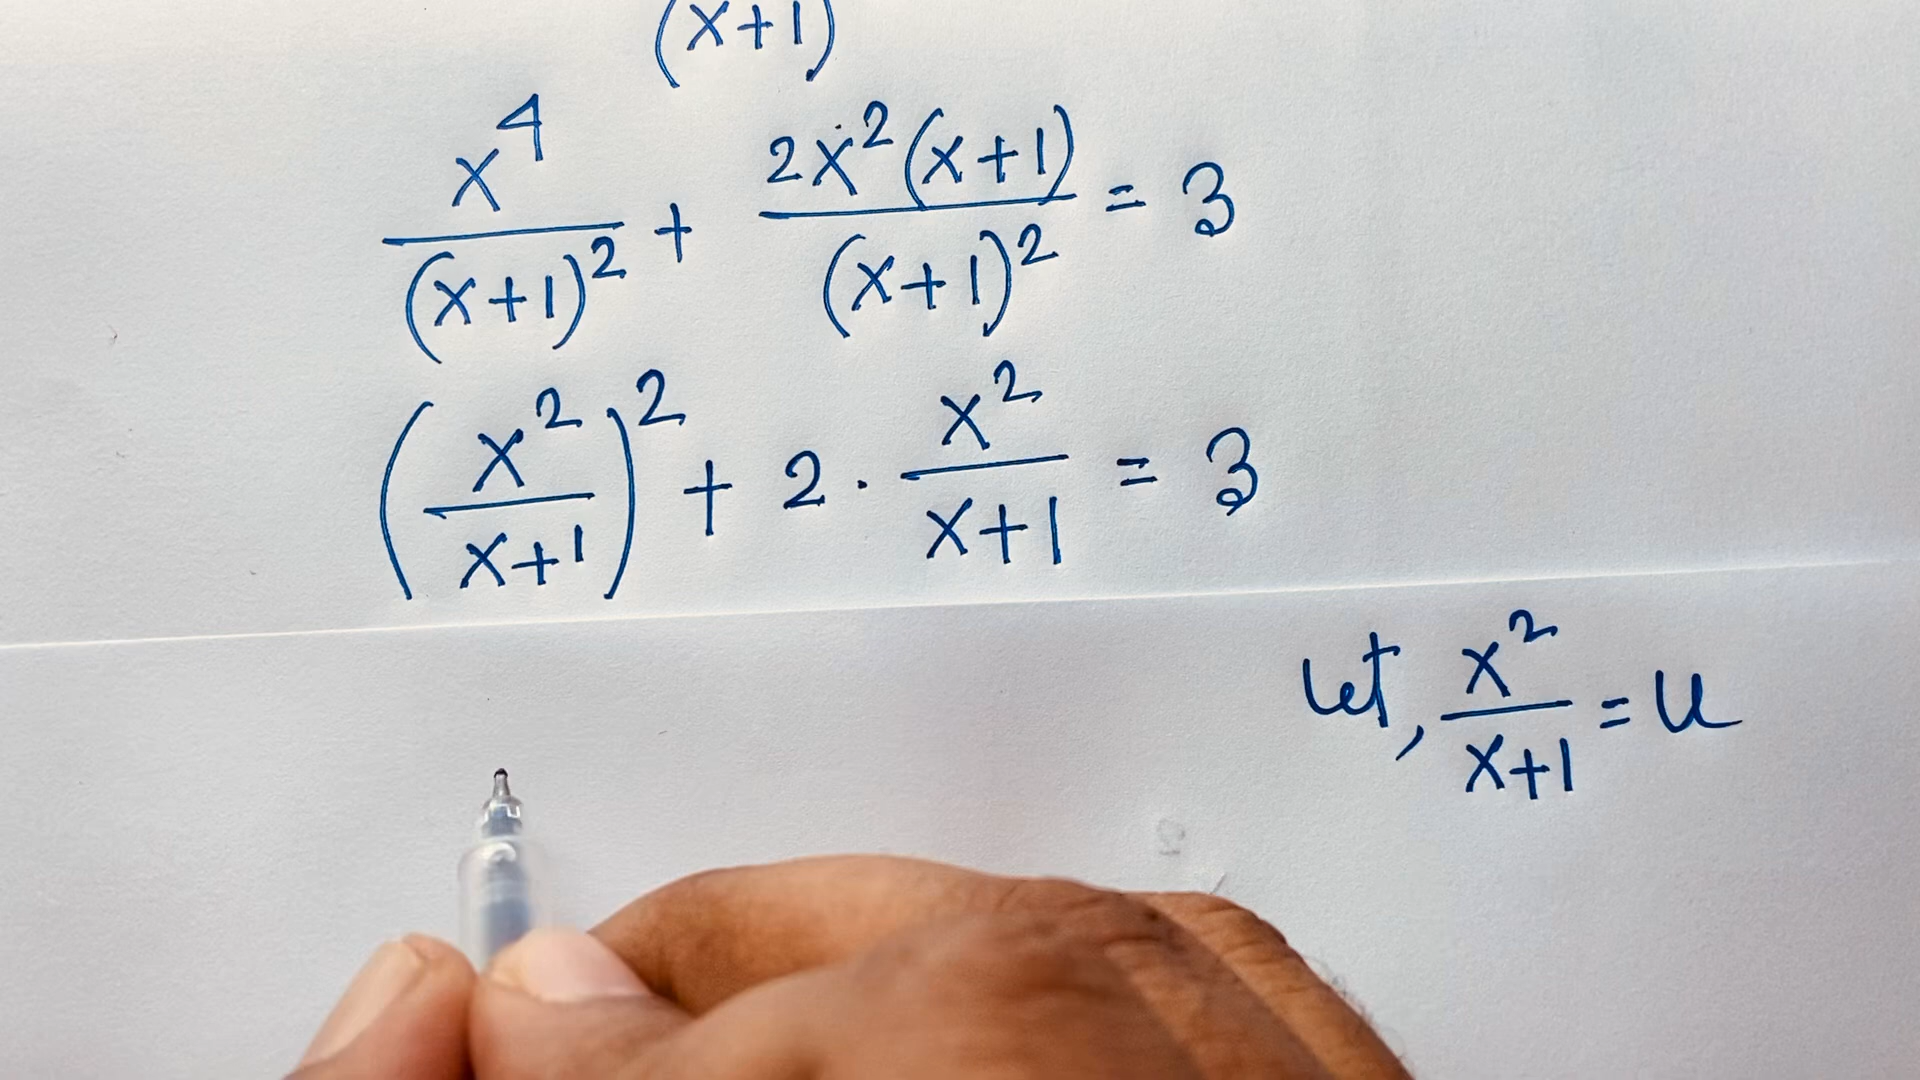 (x+1)
x⁴/(x+1)² + 2x²(x+1)/(x+1)² = 3
(x²/x+1)² + 2 · x²/x+1 = 3
let, x²/x+1 = u